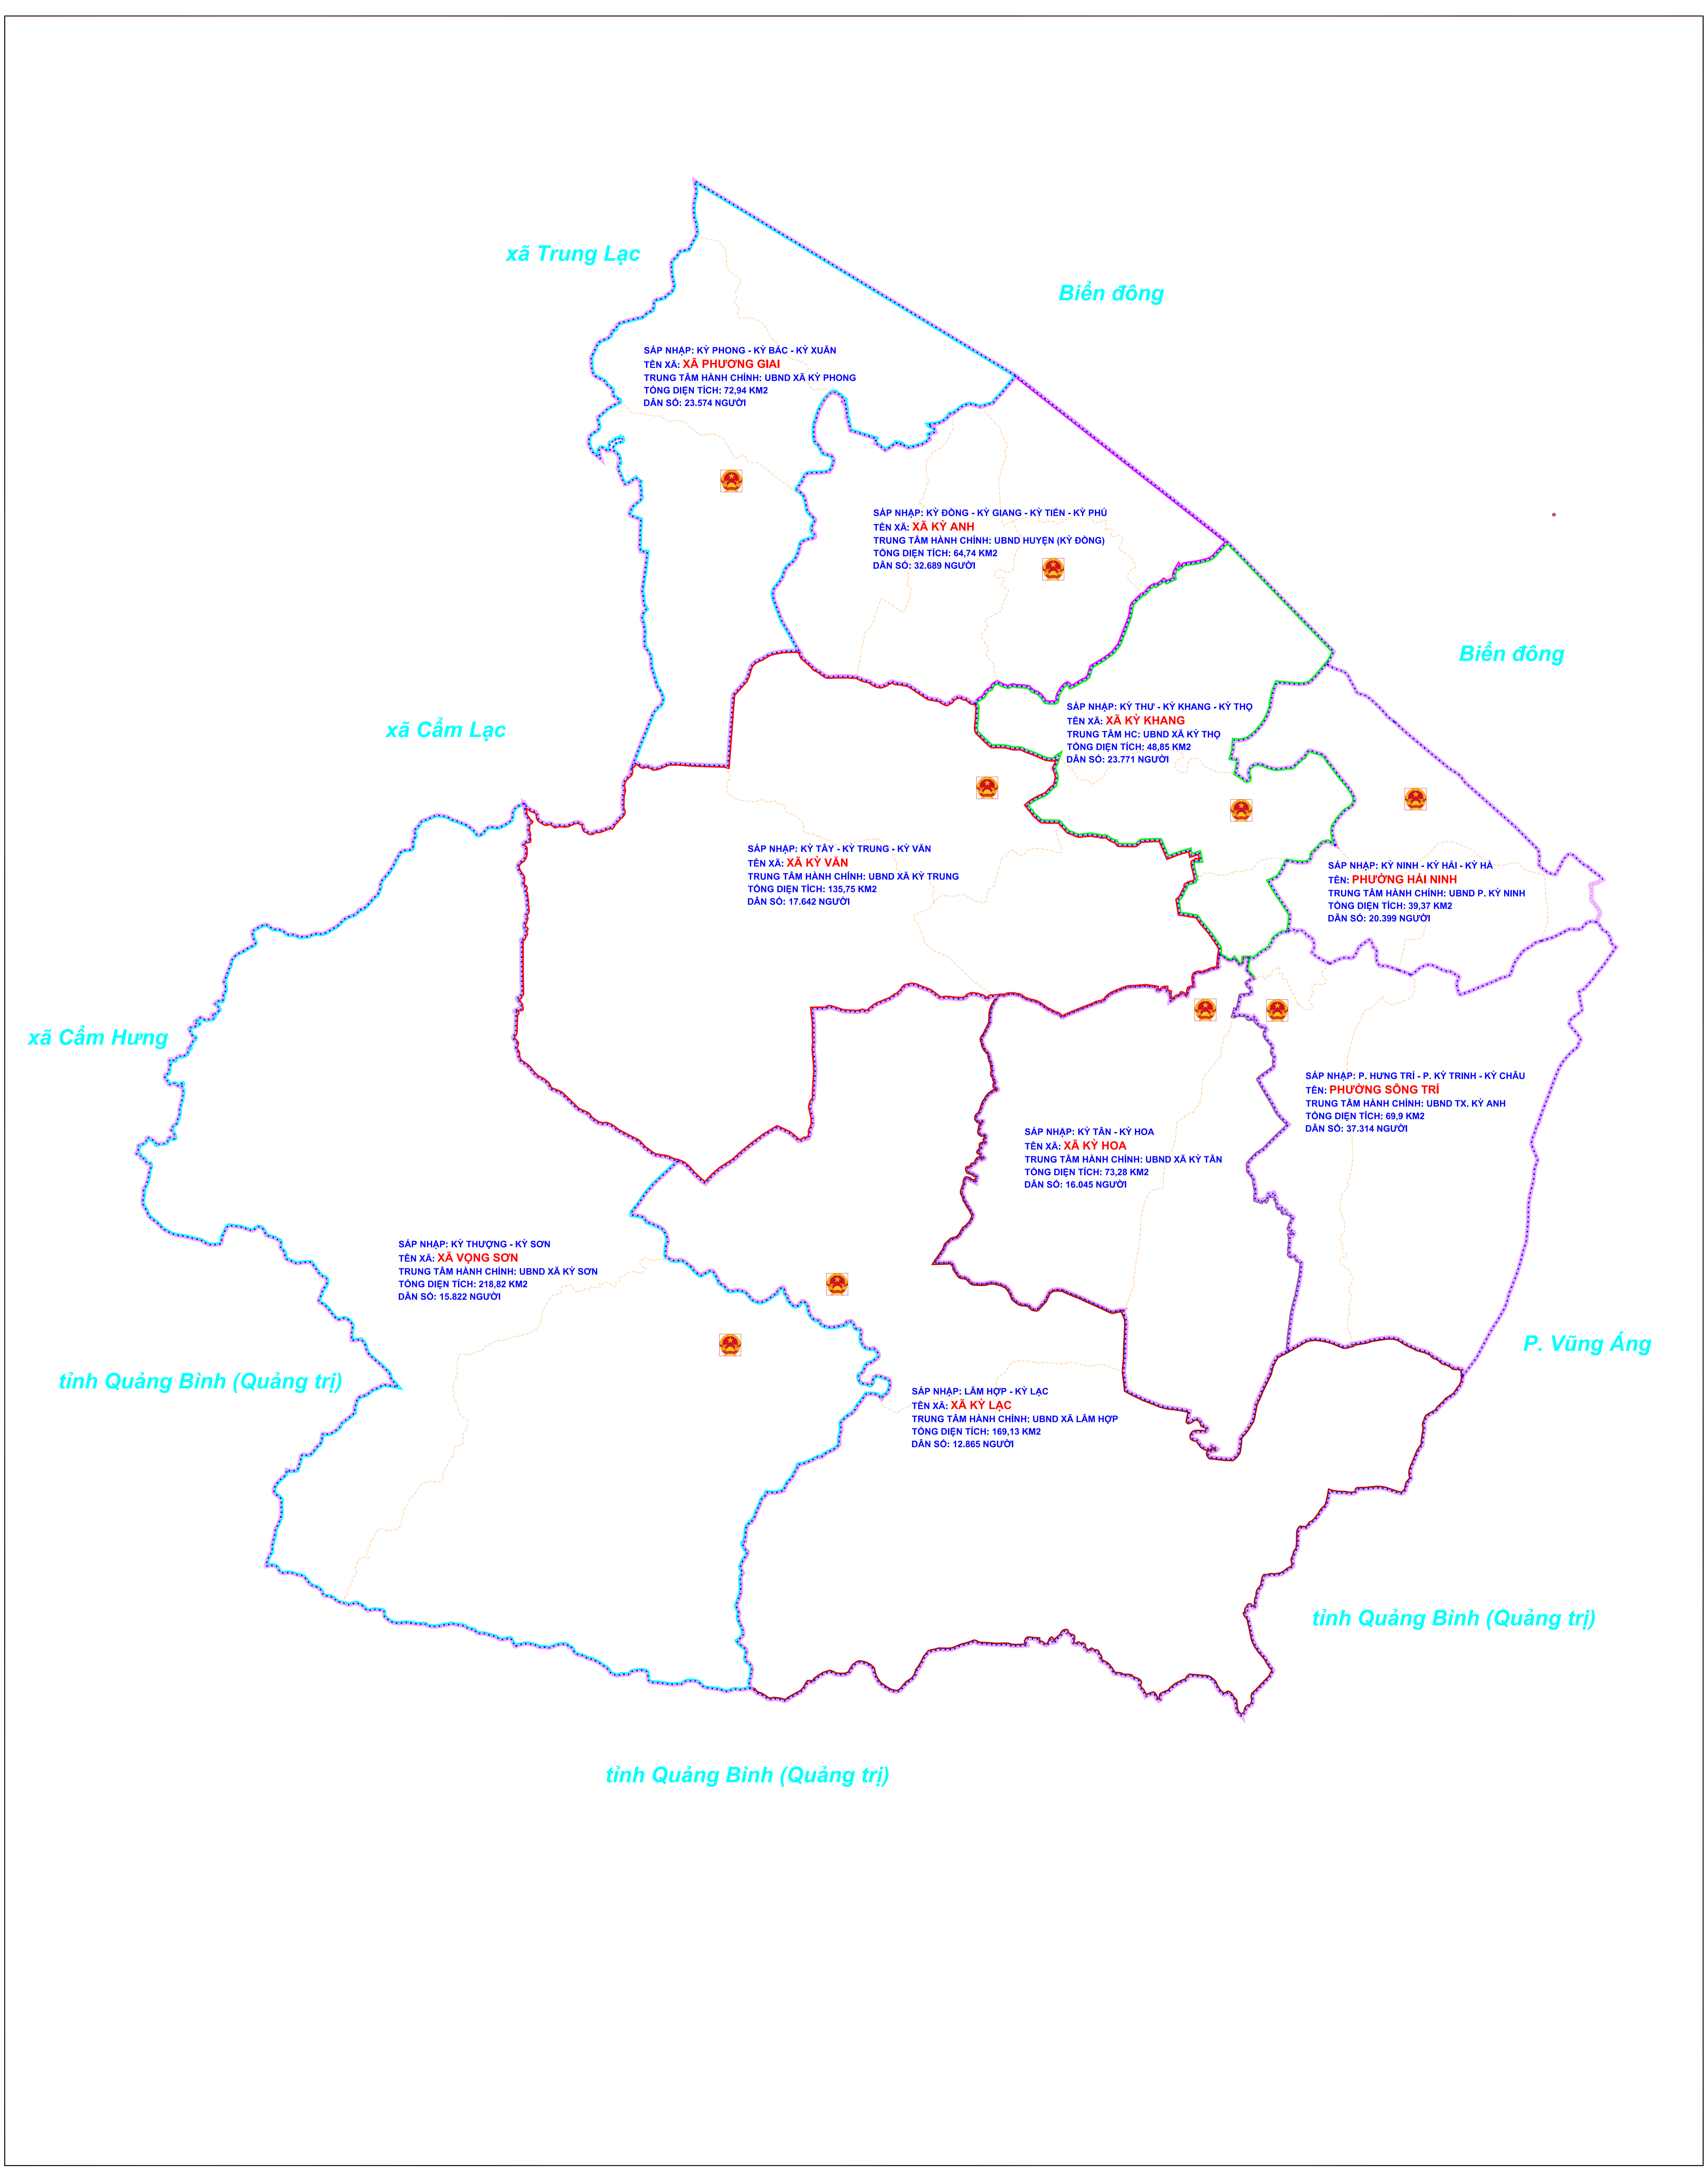 xã Trung Lạc
Biển đông
SÁP NHẬP: KỲ PHONG - KỲ BẮC - KỲ XUÂN
TÊN XÃ: XÃ PHƯƠNG GIAI
TRUNG TÂM HÀNH CHÍNH: UBND XÃ KỲ PHONG
TỔNG DIỆN TÍCH: 72,94 KM2
DÂN SỐ: 23.574 NGƯỜI
SÁP NHẬP: KỲ ĐỒNG - KỲ GIANG - KỲ TIẾN - KỲ PHÚ
TÊN XÃ: XÃ KỲ ANH
TRUNG TÂM HÀNH CHÍNH: UBND HUYỆN (KỲ ĐỒNG)
TỔNG DIỆN TÍCH: 64,74 KM2
DÂN SỐ: 32.689 NGƯỜI
Biển đông
xã Cẩm Lạc
SÁP NHẬP: KỲ THƯ - KỲ KHANG - KỲ THỌ
TÊN XÃ: XÃ KỲ KHANG
TRUNG TÂM HC: UBND XÃ KỲ THỌ
TỔNG DIỆN TÍCH: 48,85 KM2
DÂN SỐ: 23.771 NGƯỜI
SÁP NHẬP: KỲ TÂY - KỲ TRUNG - KỲ VĂN
TÊN XÃ: XÃ KỲ VĂN
TRUNG TÂM HÀNH CHÍNH: UBND XÃ KỲ TRUNG
TỔNG DIỆN TÍCH: 135,75 KM2
DÂN SỐ: 17.642 NGƯỜI
SÁP NHẬP: KỲ NINH - KỲ HẢI - KỲ HÀ
TÊN: PHƯỜNG HẢI NINH
TRUNG TÂM HÀNH CHÍNH: UBND P. KỲ NINH
TỔNG DIỆN TÍCH: 39,37 KM2
DÂN SỐ: 20.399 NGƯỜI
xã Cẩm Hưng
SÁP NHẬP: P. HƯNG TRÍ - P. KỲ TRINH - KỲ CHÂU
TÊN: PHƯỜNG SÔNG TRÍ
TRUNG TÂM HÀNH CHÍNH: UBND TX. KỲ ANH
TỔNG DIỆN TÍCH: 69,9 KM2
DÂN SỐ: 37.314 NGƯỜI
SÁP NHẬP: KỲ TÂN - KỲ HOA
TÊN XÃ: XÃ KỲ HOA
TRUNG TÂM HÀNH CHÍNH: UBND XÃ KỲ TÂN
TỔNG DIỆN TÍCH: 73,28 KM2
DÂN SỐ: 16.045 NGƯỜI
SÁP NHẬP: KỲ THƯỢNG - KỲ SƠN
TÊN XÃ: XÃ VỌNG SƠN
TRUNG TÂM HÀNH CHÍNH: UBND XÃ KỲ SƠN
TỔNG DIỆN TÍCH: 218,82 KM2
DÂN SỐ: 15.822 NGƯỜI
P. Vũng Áng
tỉnh Quảng Bình (Quảng trị)
SÁP NHẬP: LÂM HỢP - KỲ LẠC
TÊN XÃ: XÃ KỲ LẠC
TRUNG TÂM HÀNH CHÍNH: UBND XÃ LÂM HỢP
TỔNG DIỆN TÍCH: 169,13 KM2
DÂN SỐ: 12.865 NGƯỜI
tỉnh Quảng Bình (Quảng trị)
tỉnh Quảng Bình (Quảng trị)